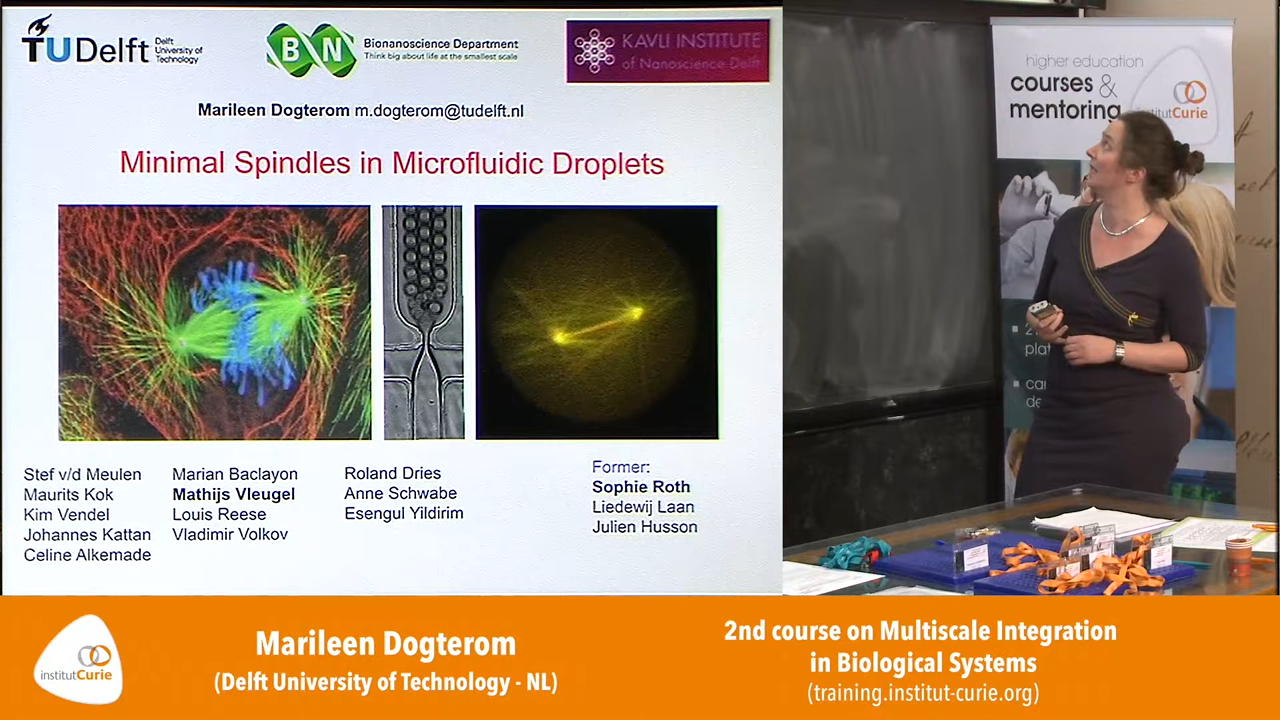 TUDelft
Delft
University of
Technology
BN
Bionanoscience Department
Think big about life at the smallest scale
KAVLI INSTITUTE
of Nanoscience Delft
Marileen Dogterom m.dogterom@tudelft.nl
Minimal Spindles in Microfluidic Droplets
Stef v/d Meulen
Maurits Kok
Kim Vendel
Johannes Kattan
Celine Alkemade
Marian Baclayon
Mathijs Vleugel
Louis Reese
Vladimir Volkov
Roland Dries
Anne Schwabe
Esengul Yildirim
Former:
Sophie Roth
Liedewij Laan
Julien Husson
higher education
courses &
mentoring
institutCurie
plat
institutCurie
Marileen Dogterom
(Delft University of Technology - NL)
2nd course on Multiscale Integration
in Biological Systems
(training.institut-curie.org)